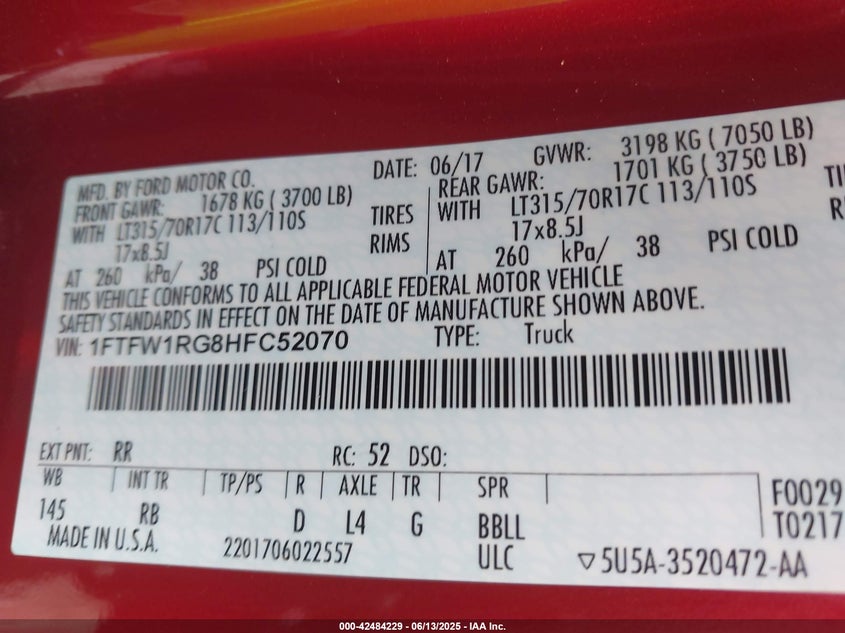 MFD. BY FORD MOTOR CO. DATE: 06/17 GVWR: 3198 KG ( 7050 LB)
FRONT GAWR: 1678 KG ( 3700 LB) REAR GAWR: 1701 KG ( 3750 LB)
WITH LT315/70R17C 113/110S TIRES WITH LT315/70R17C 113/110S
17x8.5J RIMS 17x8.5J
AT 260 kPa/ 38 PSI COLD AT 260 kPa/ 38 PSI COLD
THIS VEHICLE CONFORMS TO ALL APPLICABLE FEDERAL MOTOR VEHICLE
SAFETY STANDARDS IN EFFECT ON THE DATE OF MANUFACTURE SHOWN ABOVE.
VIN: 1FTFW1RG8HFC52070 TYPE: Truck
EXT PNT: RR RC: 52 DSO:
WB INT TR TP/PS R AXLE TR SPR
145 RB D L4 G BBLL
F0029
T0217
MADE IN U.S.A. 2201706022557 ULC ▽5U5A-3520472-AA
000-42484229 - 06/13/2025 - IAA Inc.